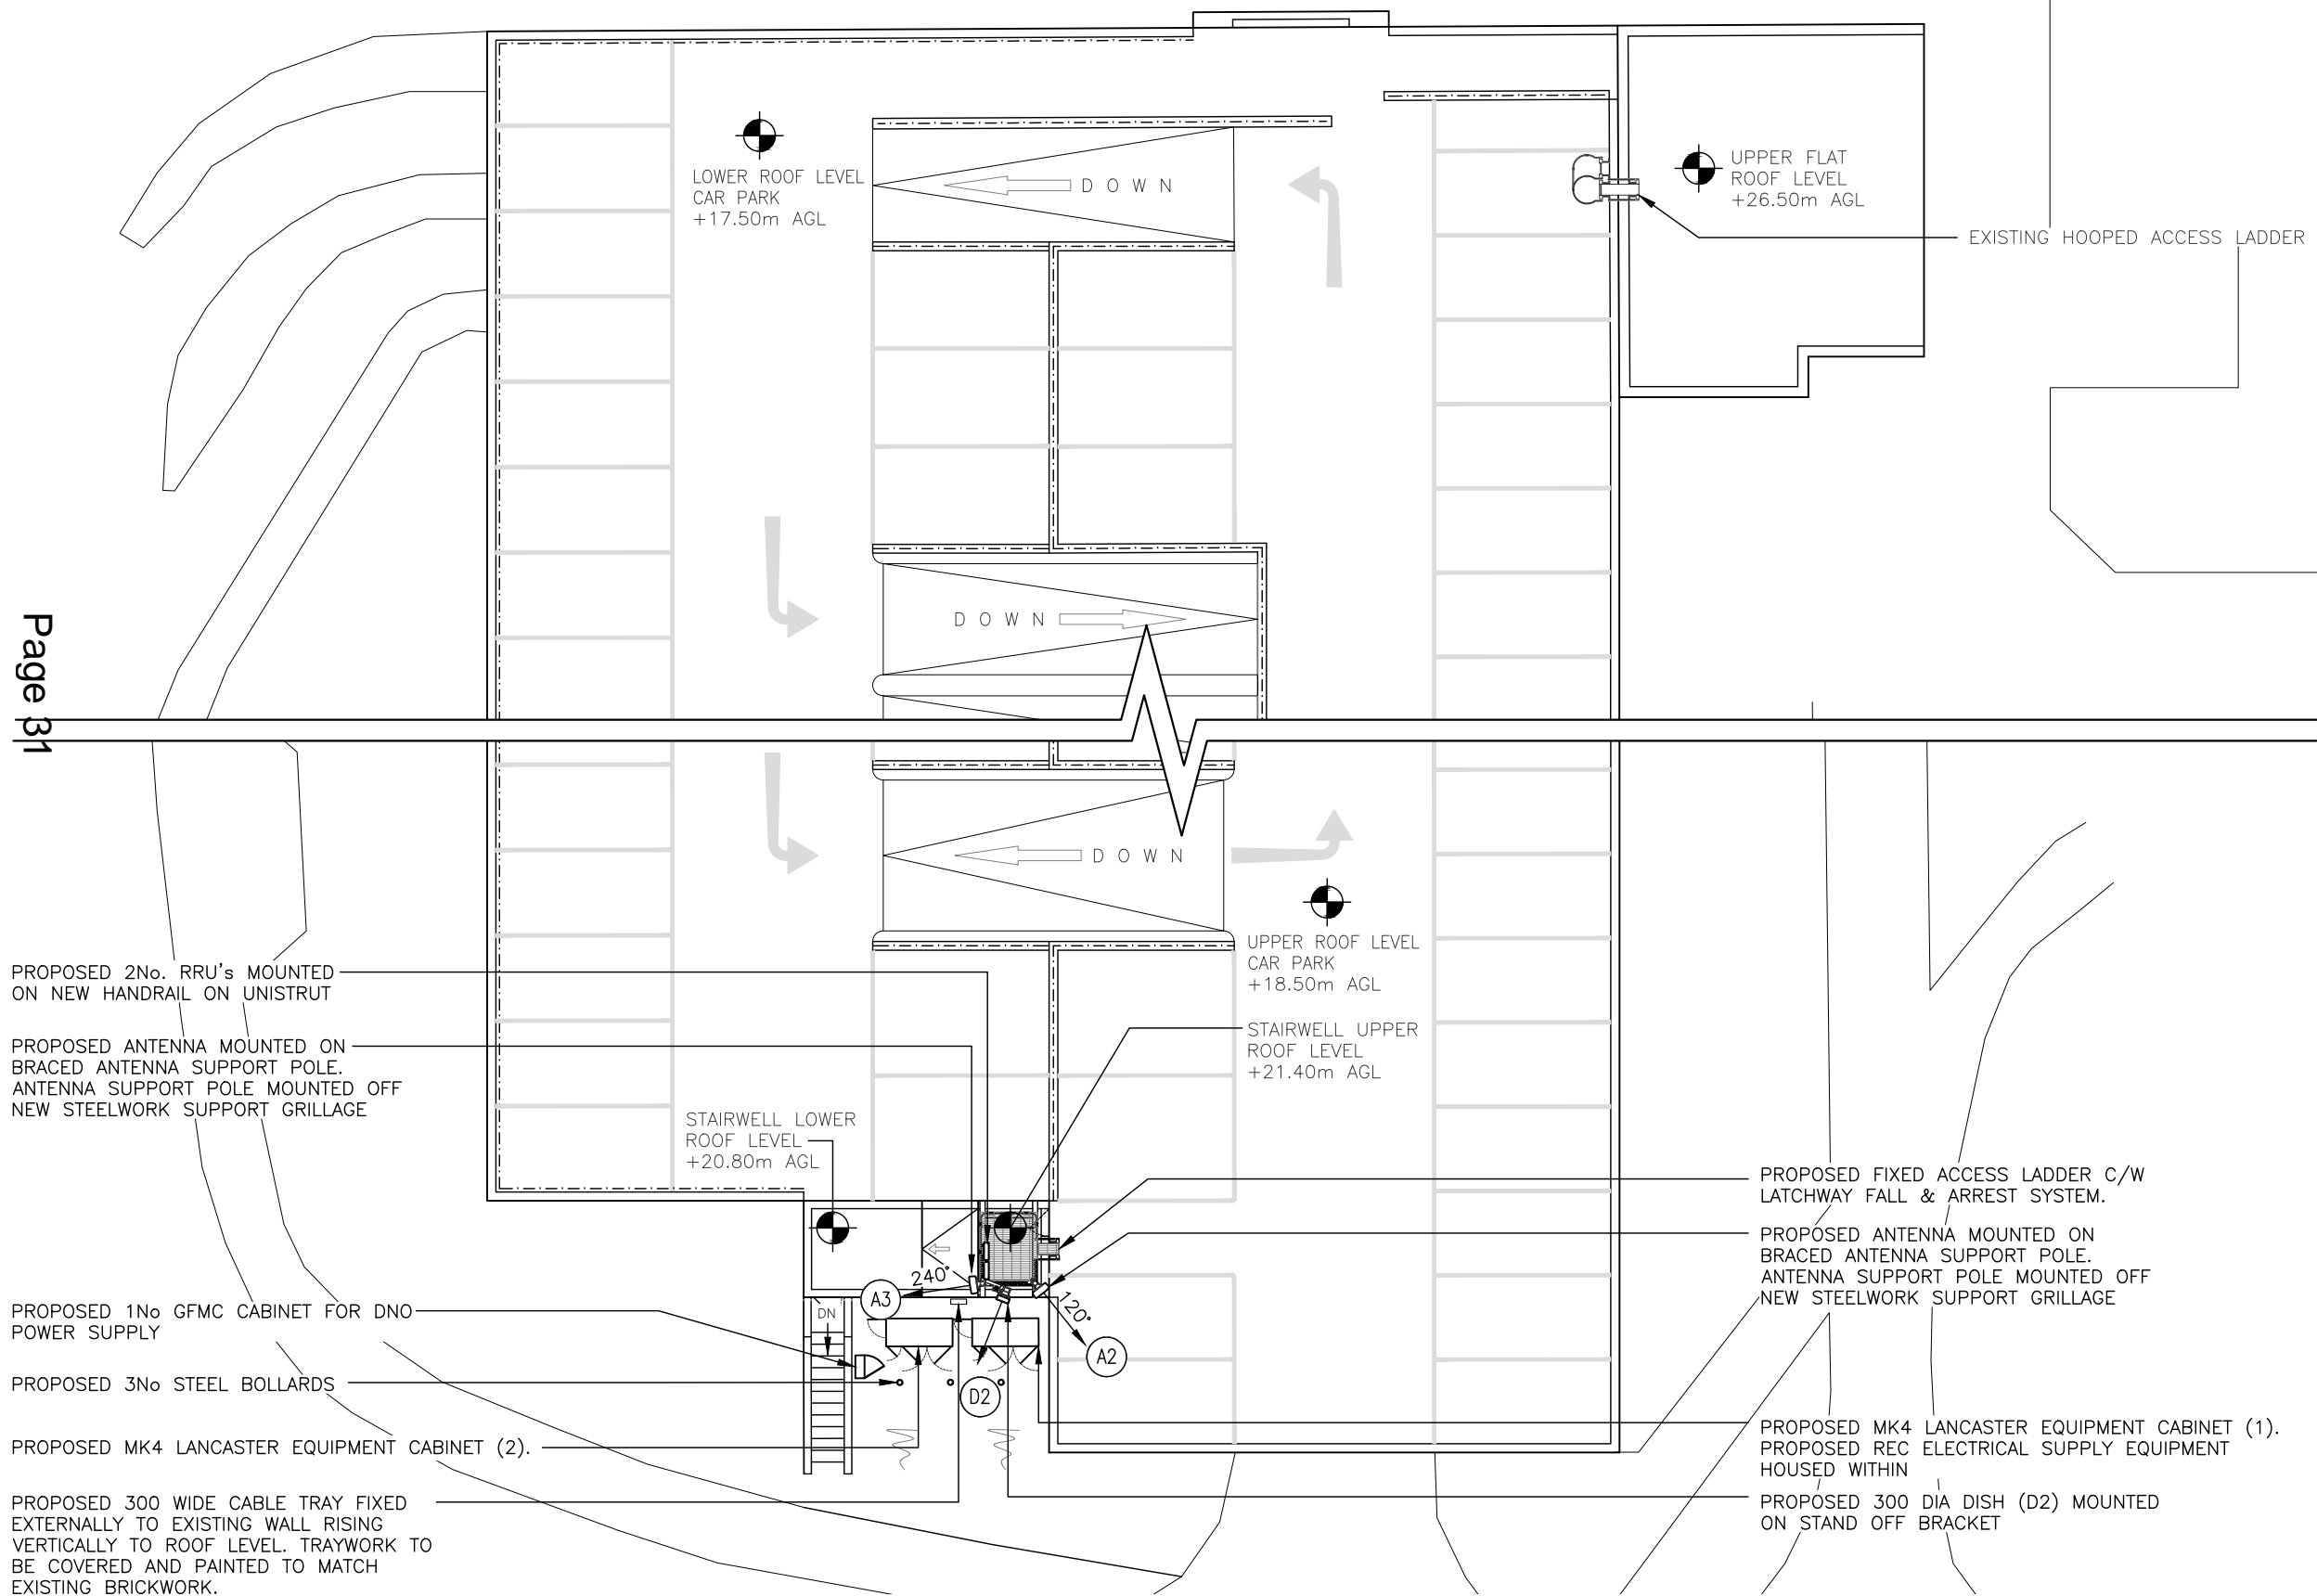 LOWER ROOF LEVEL
CAR PARK
+17.50m AGL
DOWN
UPPER FLAT
ROOF LEVEL
+26.50m AGL
EXISTING HOOPED ACCESS LADDER
DOWN
Page 31
DOWN
UPPER ROOF LEVEL
CAR PARK
+18.50m AGL
PROPOSED 2No. RRU's MOUNTED
ON NEW HANDRAIL ON UNISTRUT
STAIRWELL UPPER
ROOF LEVEL
+21.40m AGL
PROPOSED ANTENNA MOUNTED ON
BRACED ANTENNA SUPPORT POLE.
ANTENNA SUPPORT POLE MOUNTED OFF
NEW STEELWORK SUPPORT GRILLAGE
STAIRWELL LOWER
ROOF LEVEL
+20.80m AGL
PROPOSED FIXED ACCESS LADDER C/W
LATCHWAY FALL & ARREST SYSTEM.
PROPOSED ANTENNA MOUNTED ON
BRACED ANTENNA SUPPORT POLE.
ANTENNA SUPPORT POLE MOUNTED OFF
NEW STEELWORK SUPPORT GRILLAGE
240°
A3
120°
A2
DN
D2
PROPOSED 1No GFMC CABINET FOR DNO
POWER SUPPLY
PROPOSED 3No STEEL BOLLARDS
PROPOSED MK4 LANCASTER EQUIPMENT CABINET (2).
PROPOSED 300 WIDE CABLE TRAY FIXED
EXTERNALLY TO EXISTING WALL RISING
VERTICALLY TO ROOF LEVEL. TRAYWORK TO
BE COVERED AND PAINTED TO MATCH
EXISTING BRICKWORK.
PROPOSED MK4 LANCASTER EQUIPMENT CABINET (1).
PROPOSED REC ELECTRICAL SUPPLY EQUIPMENT
HOUSED WITHIN
PROPOSED 300 DIA DISH (D2) MOUNTED
ON STAND OFF BRACKET